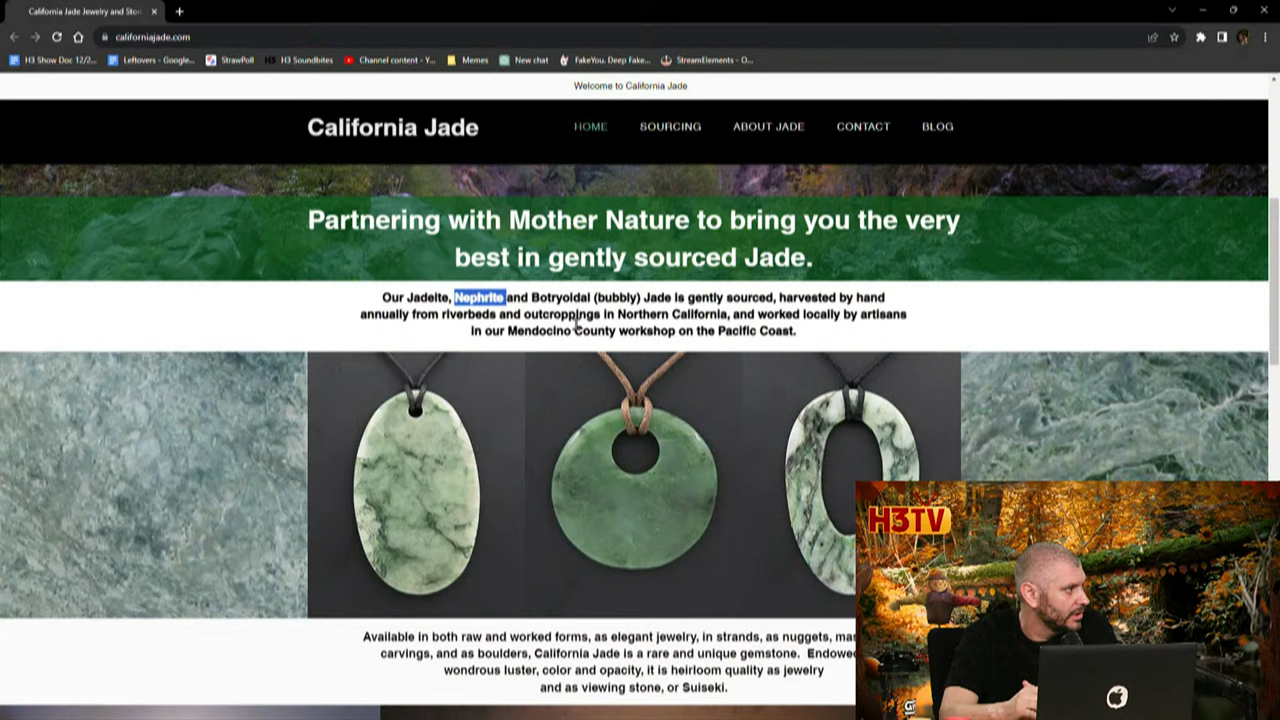 California Jade Jewelry and Ston
californiajade.com
H3 Show Doc 12/2...
Leftovers - Google...
StrawPoll
H3 Soundbites
Channel content - Y...
Memes
New chat
FakeYou. Deep Fake...
StreamElements - O...
Welcome to California Jade
California Jade
HOME
SOURCING
ABOUT JADE
CONTACT
BLOG
Partnering with Mother Nature to bring you the very
best in gently sourced Jade.
Our Jadeite, Nephrite and Botryoidal (bubbly) Jade is gently sourced, harvested by hand
annually from riverbeds and outcroppings in Northern California, and worked locally by artisans
in our Mendocino County workshop on the Pacific Coast.
H3TV
Available in both raw and worked forms, as elegant jewelry, in strands, as nuggets,
carvings, and as boulders, California Jade is a rare and unique gemstone. Endowed
wondrous luster, color and opacity, it is heirloom quality as jewelry
and as viewing stone, or Suiseki.